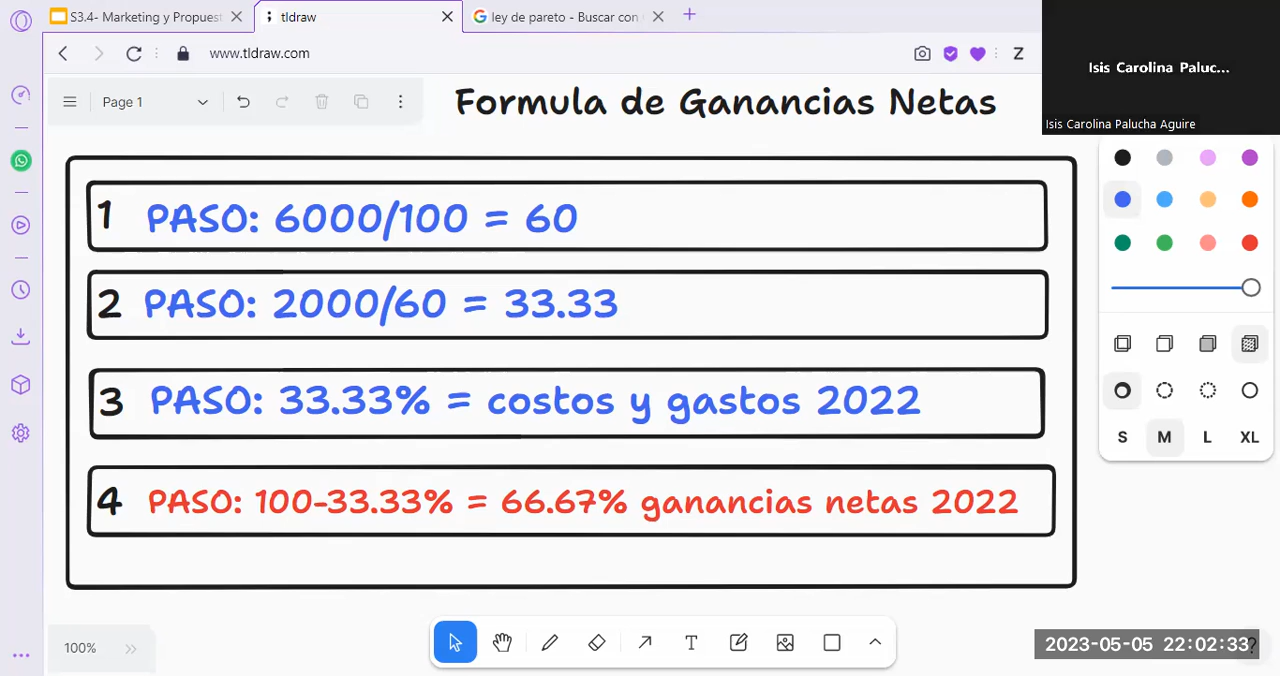 S3.4- Marketing y Propuest
tldraw
ley de pareto - Buscar con
www.tldraw.com
Z
Isis Carolina Paluc...
Isis Carolina Palucha Aguire
Page 1
Formula de Ganancias Netas
1 PASO: 6000/100 = 60
2 PASO: 2000/60 = 33.33
3 PASO: 33.33% = costos y gastos 2022
4 PASO: 100-33.33% = 66.67% ganancias netas 2022
S M L XL
100%
T
2023-05-05 22:02:33
?